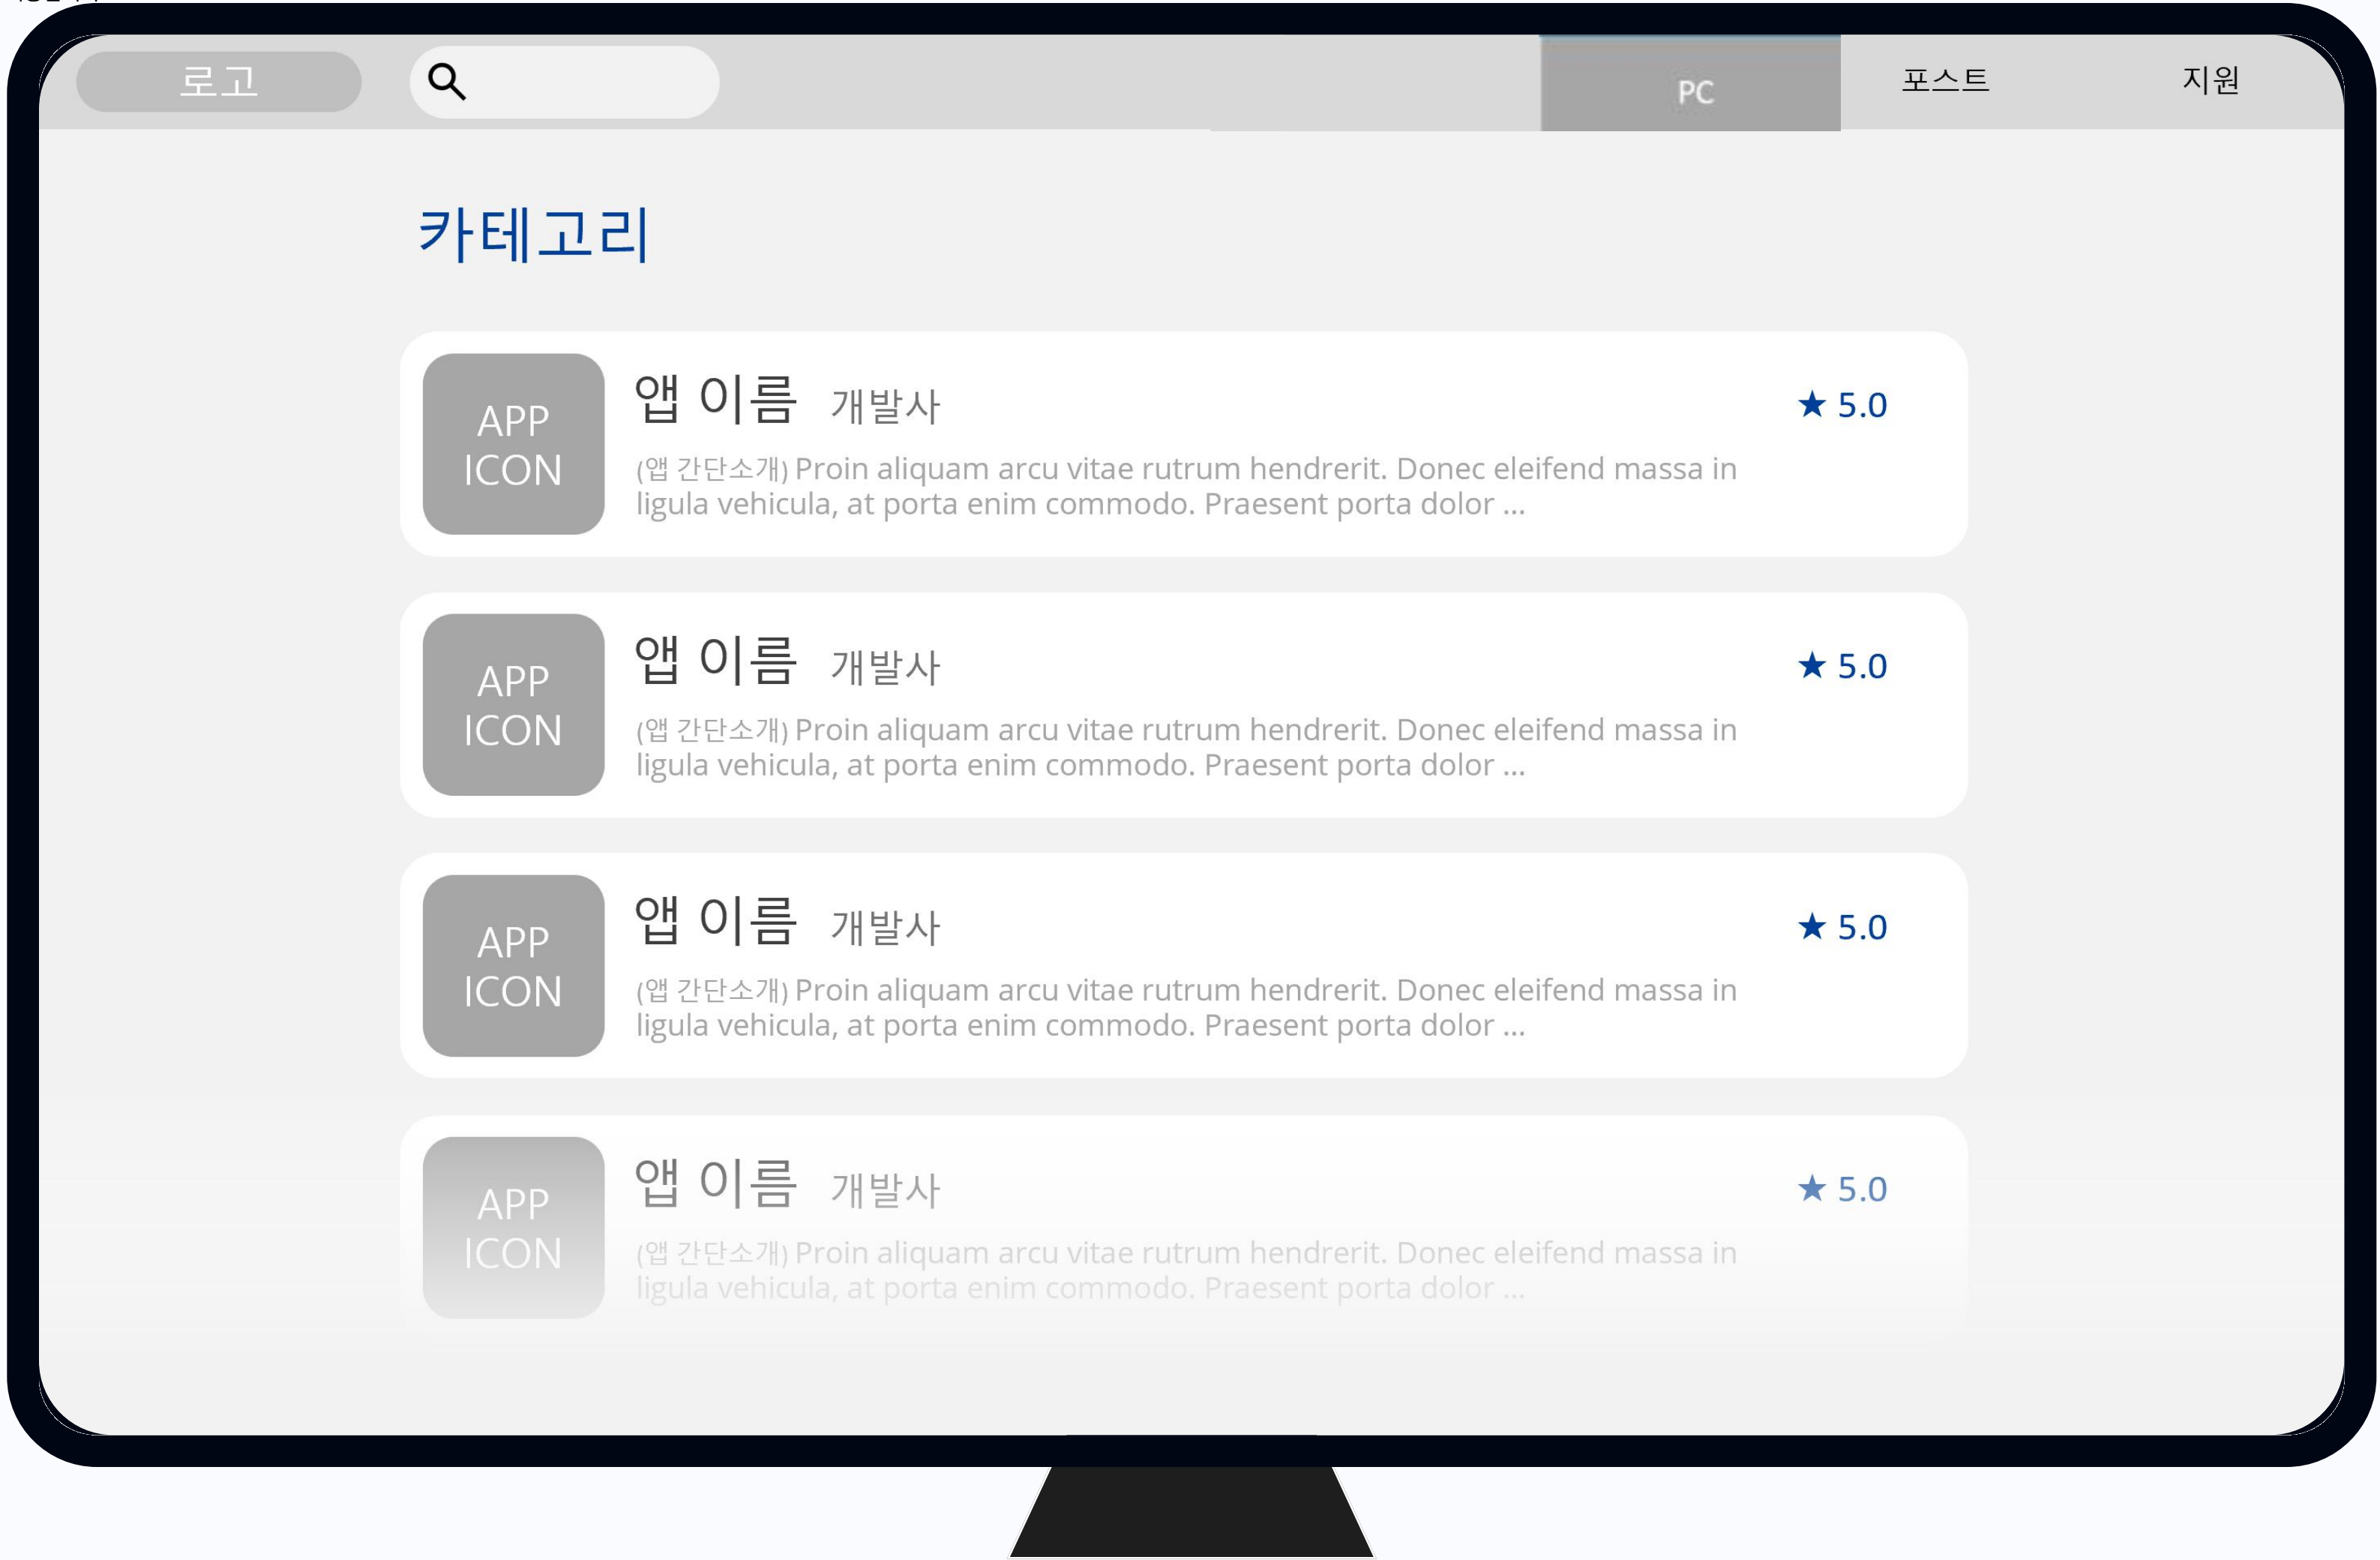 로고
PC
포스트
지원
카테고리
APP
ICON
앱 이름 개발사
★ 5.0
(앱 간단소개) Proin aliquam arcu vitae rutrum hendrerit. Donec eleifend massa in
ligula vehicula, at porta enim commodo. Praesent porta dolor ...
APP
ICON
앱 이름 개발사
★ 5.0
(앱 간단소개) Proin aliquam arcu vitae rutrum hendrerit. Donec eleifend massa in
ligula vehicula, at porta enim commodo. Praesent porta dolor ...
APP
ICON
앱 이름 개발사
★ 5.0
(앱 간단소개) Proin aliquam arcu vitae rutrum hendrerit. Donec eleifend massa in
ligula vehicula, at porta enim commodo. Praesent porta dolor ...
APP
ICON
앱 이름 개발사
★ 5.0
(앱 간단소개) Proin aliquam arcu vitae rutrum hendrerit. Donec eleifend massa in
ligula vehicula, at porta enim commodo. Praesent porta dolor ...